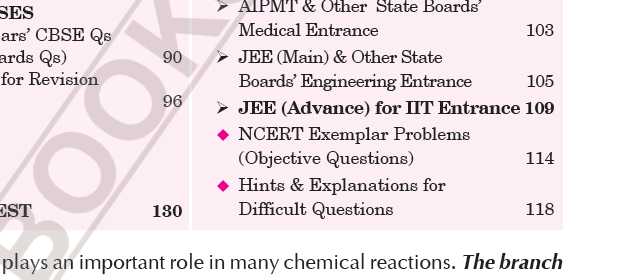 SES
ars’ CBSE Qs
ards Qs) 90
for Revision
96
EST 130
➢ AIPMT & Other State Boards’
Medical Entrance 103
➢ JEE (Main) & Other State
Boards’ Engineering Entrance 105
➢ JEE (Advance) for IIT Entrance 109
◆ NCERT Exemplar Problems
(Objective Questions) 114
◆ Hints & Explanations for
Difficult Questions 118
plays an important role in many chemical reactions. The branch
BOOK